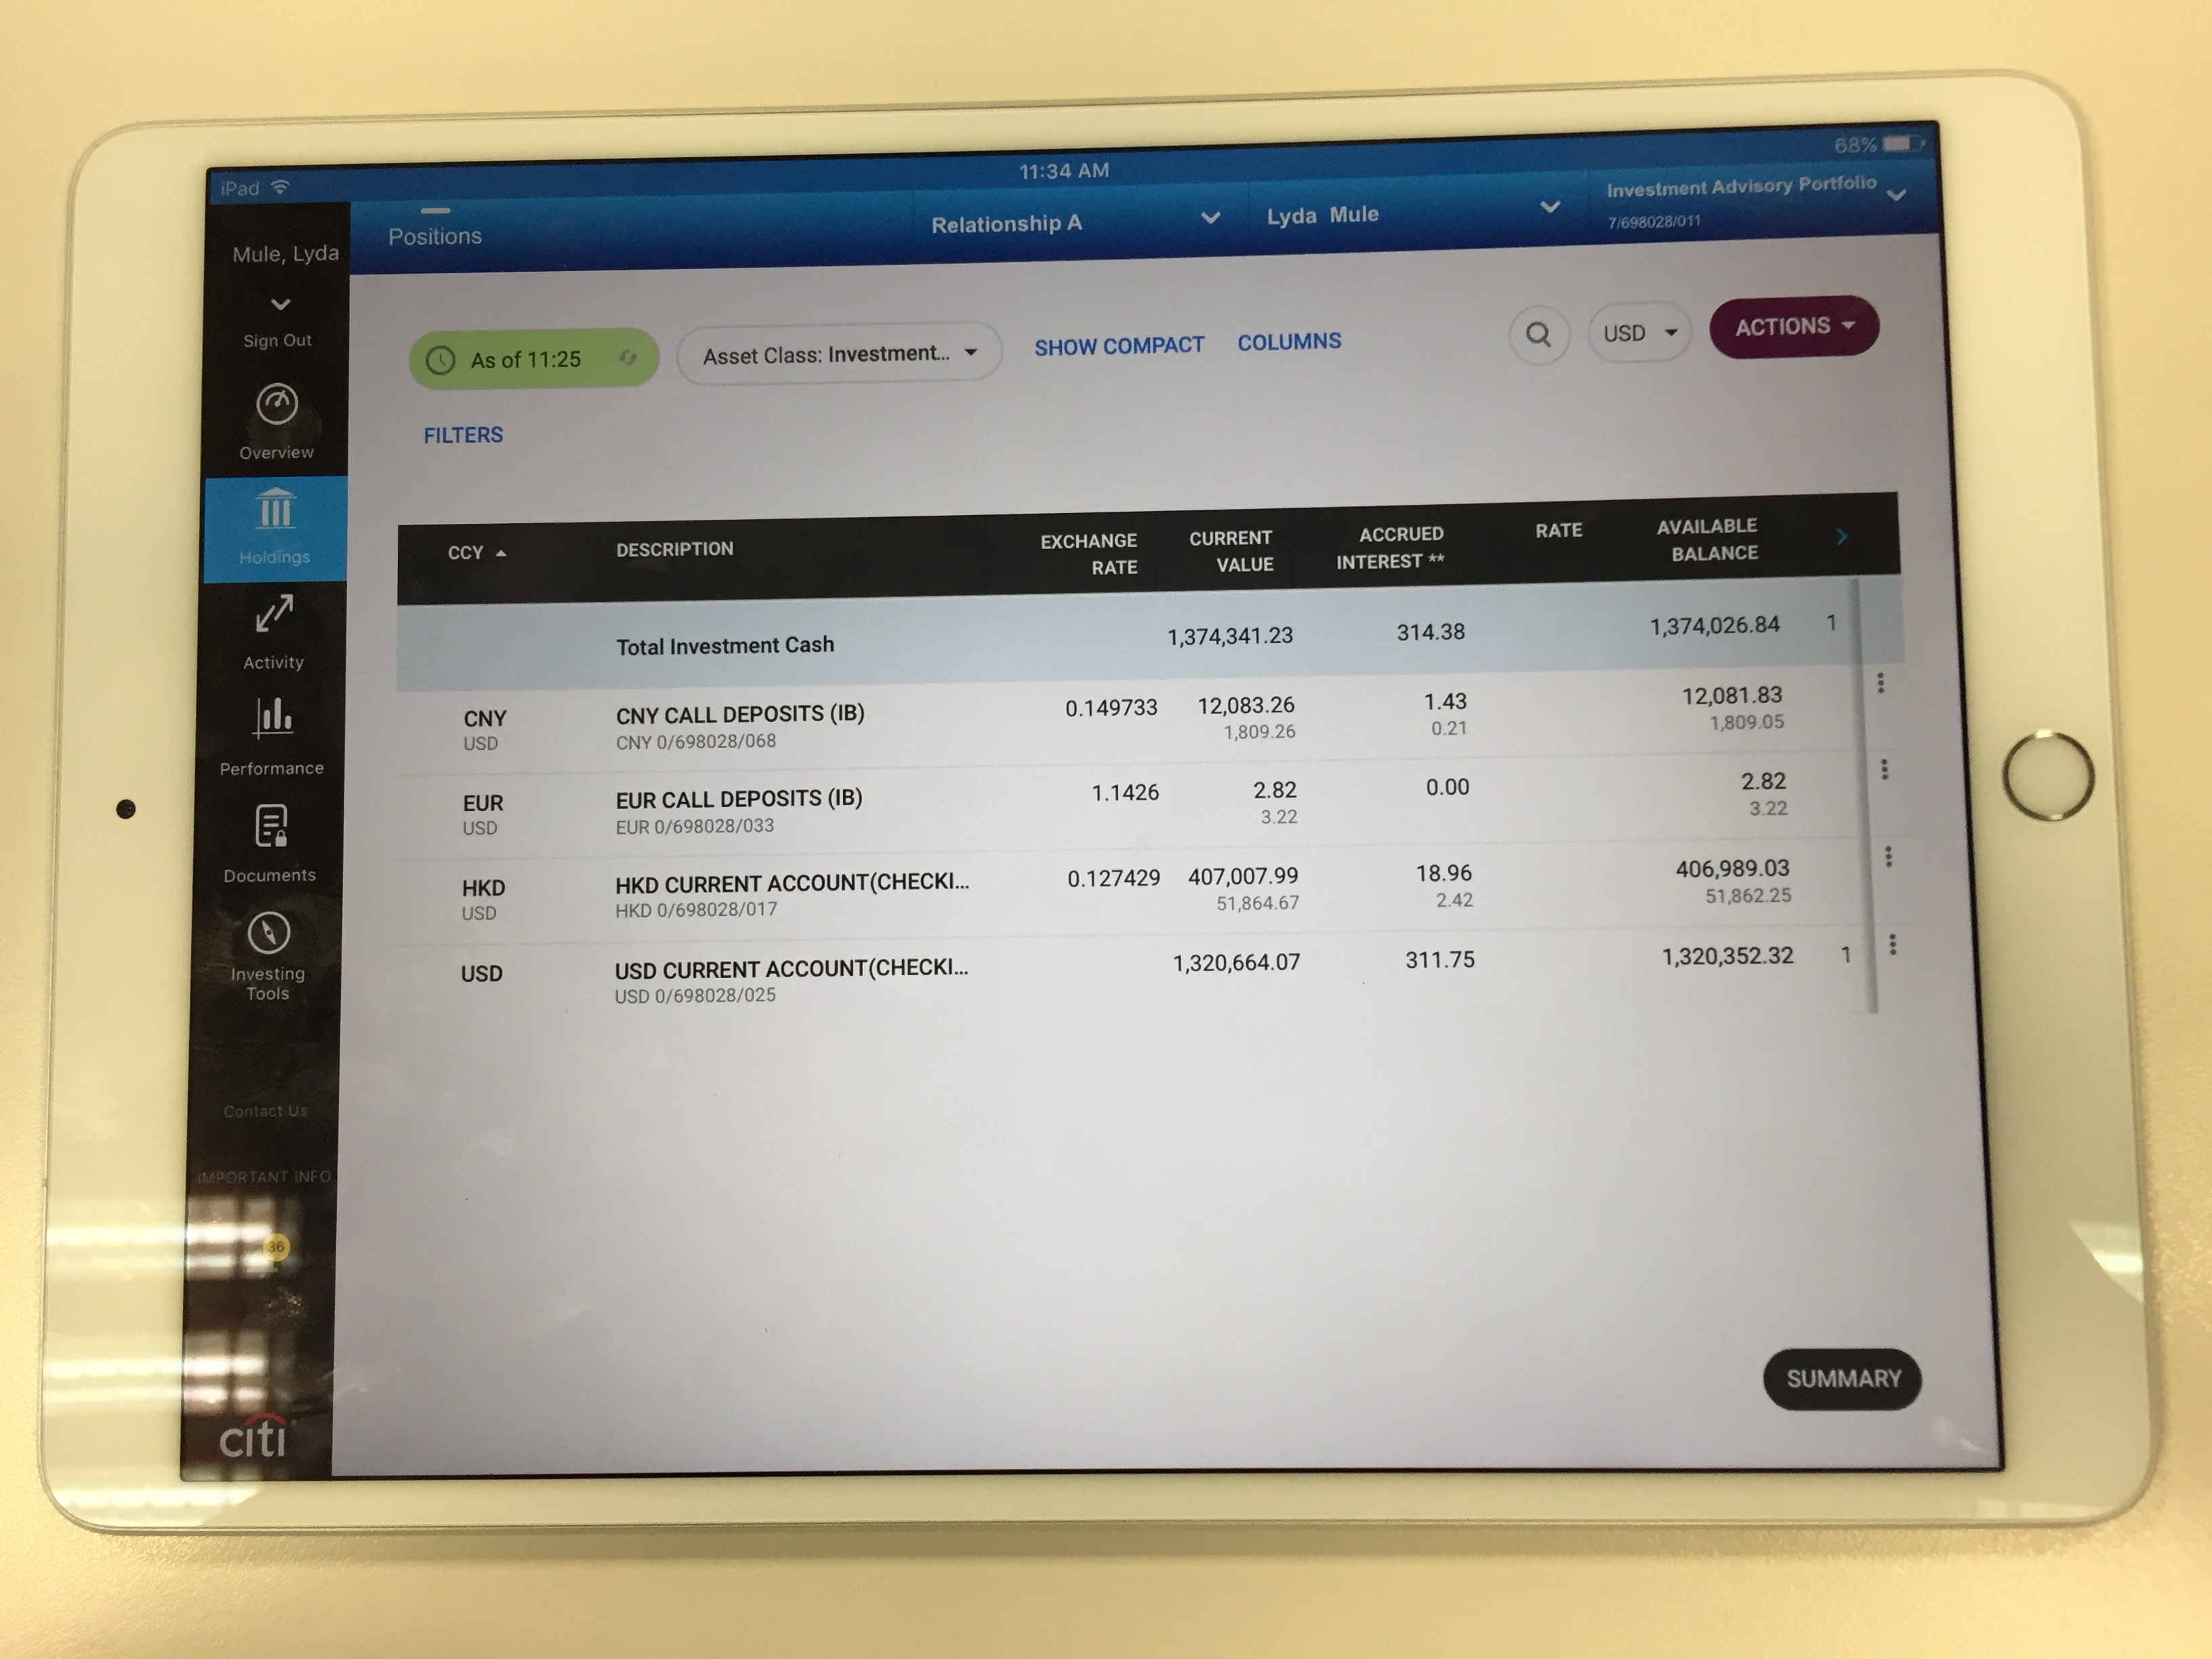 iPad
11:34 AM
68%
Mule, Lyda
Sign Out
Overview
Holdings
Activity
Performance
Documents
Investing
Tools
Contact Us
IMPORTANT INFO
36
citi
Positions
Relationship A
Lyda Mule
Investment Advisory Portfolio
7/698028/011
As of 11:25
Asset Class: Investment...
SHOW COMPACT
COLUMNS
USD
ACTIONS
FILTERS
CCY DESCRIPTION EXCHANGE RATE CURRENT VALUE ACCRUED INTEREST ** RATE AVAILABLE BALANCE
Total Investment Cash 1,374,341.23 314.38 1,374,026.84 1
CNY CNY CALL DEPOSITS (IB) 0.149733 12,083.26 1.43 12,081.83
USD CNY 0/698028/068 1,809.26 0.21 1,809.05
EUR EUR CALL DEPOSITS (IB) 1.1426 2.82 0.00 2.82
USD EUR 0/698028/033 3.22 3.22
HKD HKD CURRENT ACCOUNT(CHECKI... 0.127429 407,007.99 18.96 406,989.03
USD HKD 0/698028/017 51,864.67 2.42 51,862.25
USD USD CURRENT ACCOUNT(CHECKI... 1,320,664.07 311.75 1,320,352.32 1
USD 0/698028/025
SUMMARY